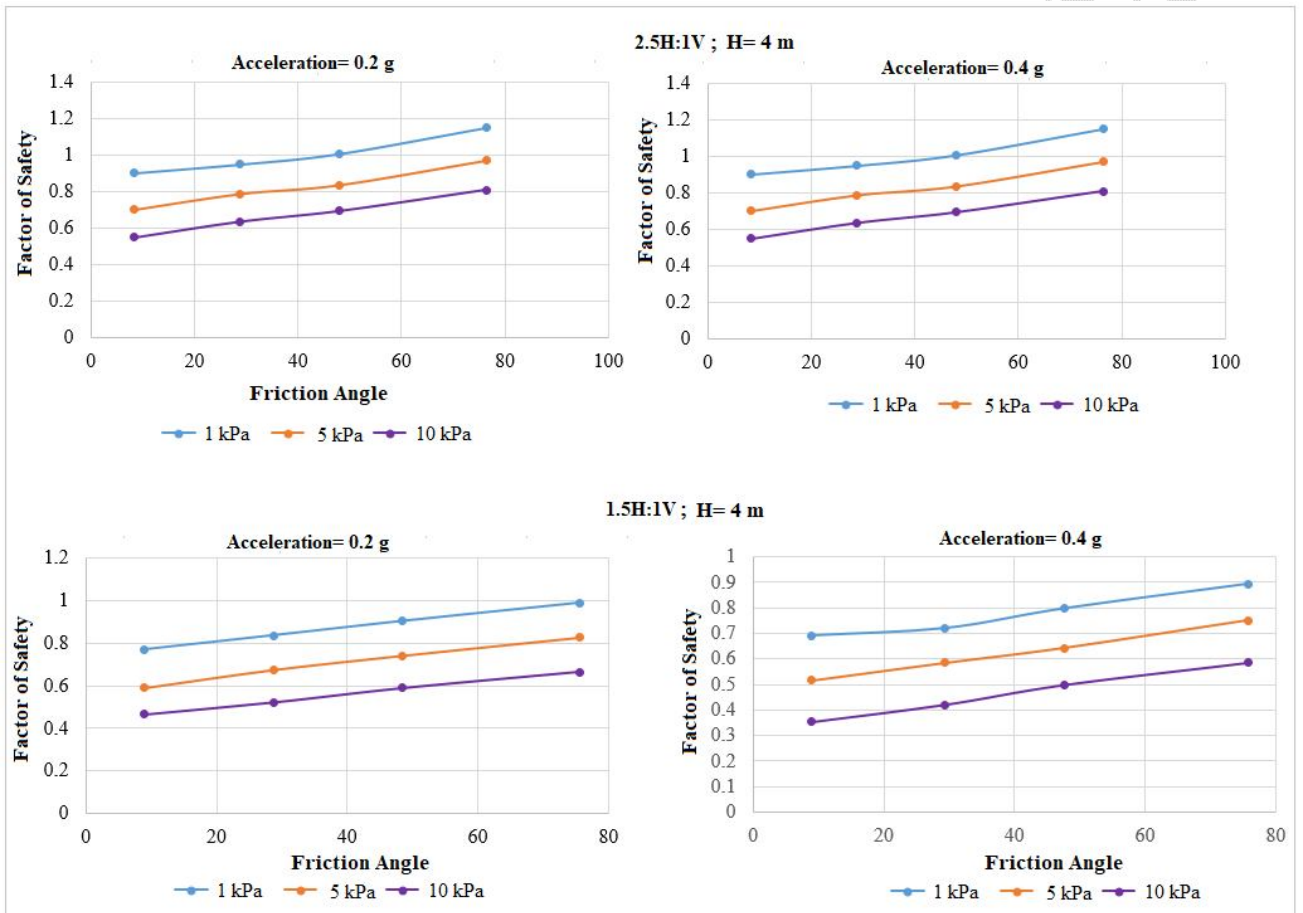 2.5H:1V ; H= 4 m
Acceleration= 0.2 g
Factor of Safety
1.4
1.2
1
0.8
0.6
0.4
0.2
0
0 20 40 60 80 100
Friction Angle
1 kPa 5 kPa 10 kPa
Acceleration= 0.4 g
Factor of Safety
1.4
1.2
1
0.8
0.6
0.4
0.2
0
0 20 40 60 80 100
1 kPa 5 kPa 10 kPa
1.5H:1V ; H= 4 m
Acceleration= 0.2 g
Factor of Safety
1.2
1
0.8
0.6
0.4
0.2
0
0 20 40 60 80
Friction Angle
1 kPa 5 kPa 10 kPa
Acceleration= 0.4 g
Factor of Safety
1
0.9
0.8
0.7
0.6
0.5
0.4
0.3
0.2
0.1
0
0 20 40 60 80
Friction Angle
1 kPa 5 kPa 10 kPa